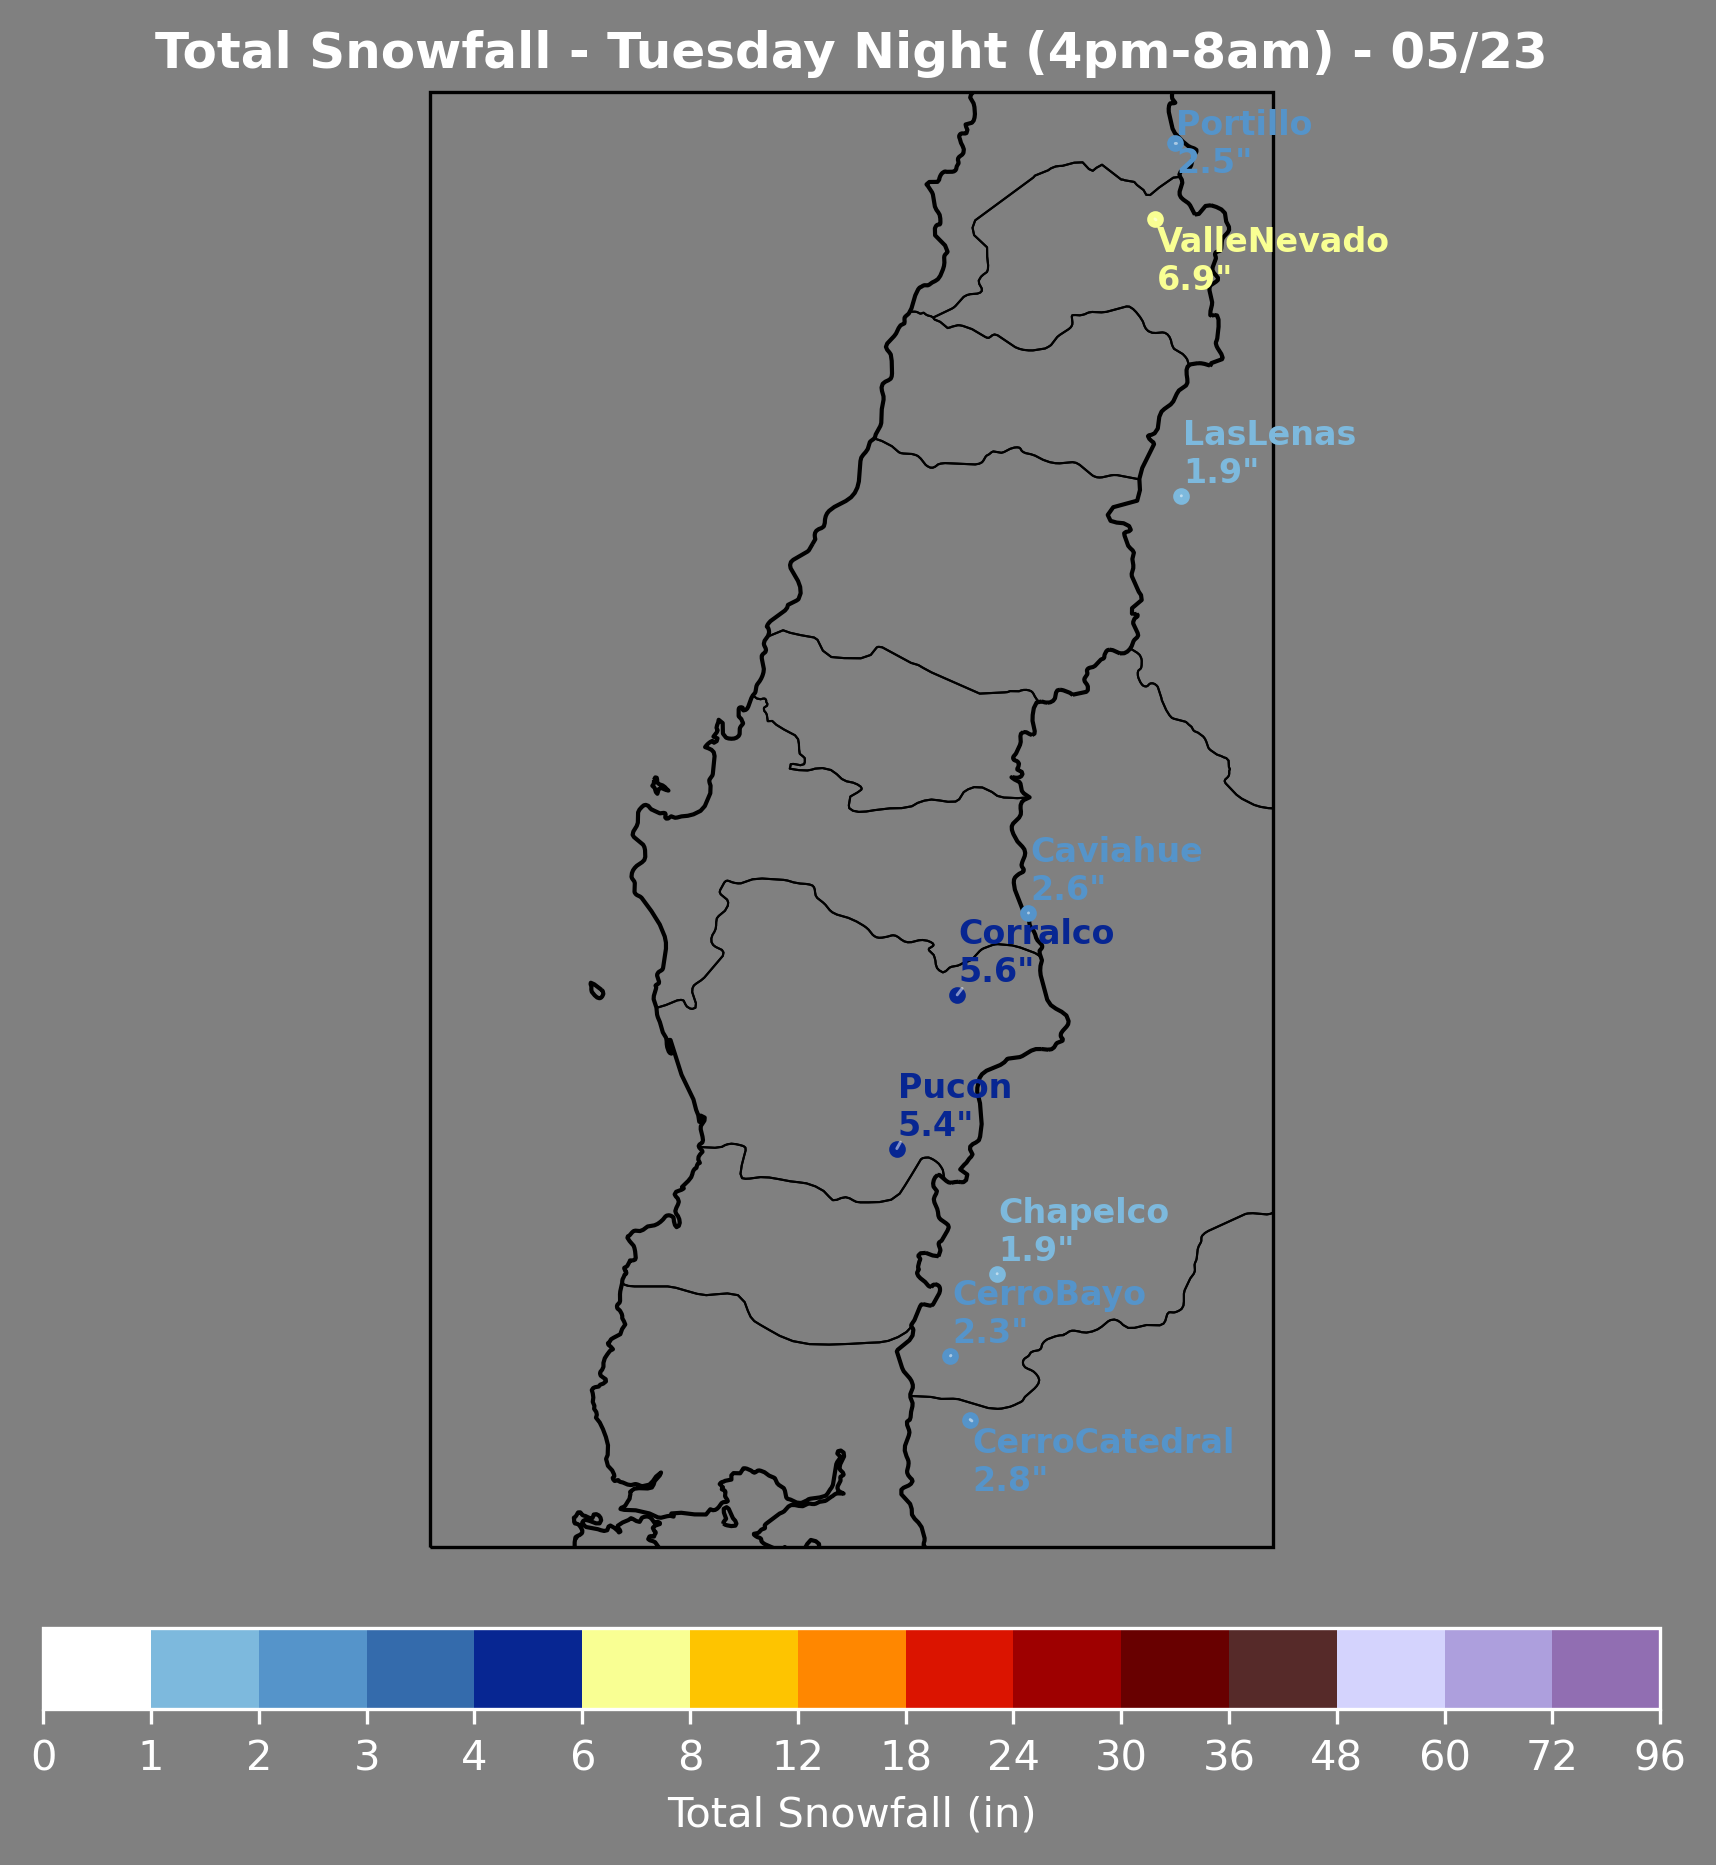 Total Snowfall - Tuesday Night (4pm-8am) - 05/23
Portillo
2.5"
ValleNevado
6.9"
LasLenas
1.9"
Caviahue
2.6"
Corralco
5.6"
Pucon
5.4"
Chapelco
1.9"
CerroBayo
2.3"
CerroCatedral
2.8"
0 1 2 3 4 6 8 12 18 24 30 36 48 60 72 96
Total Snowfall (in)